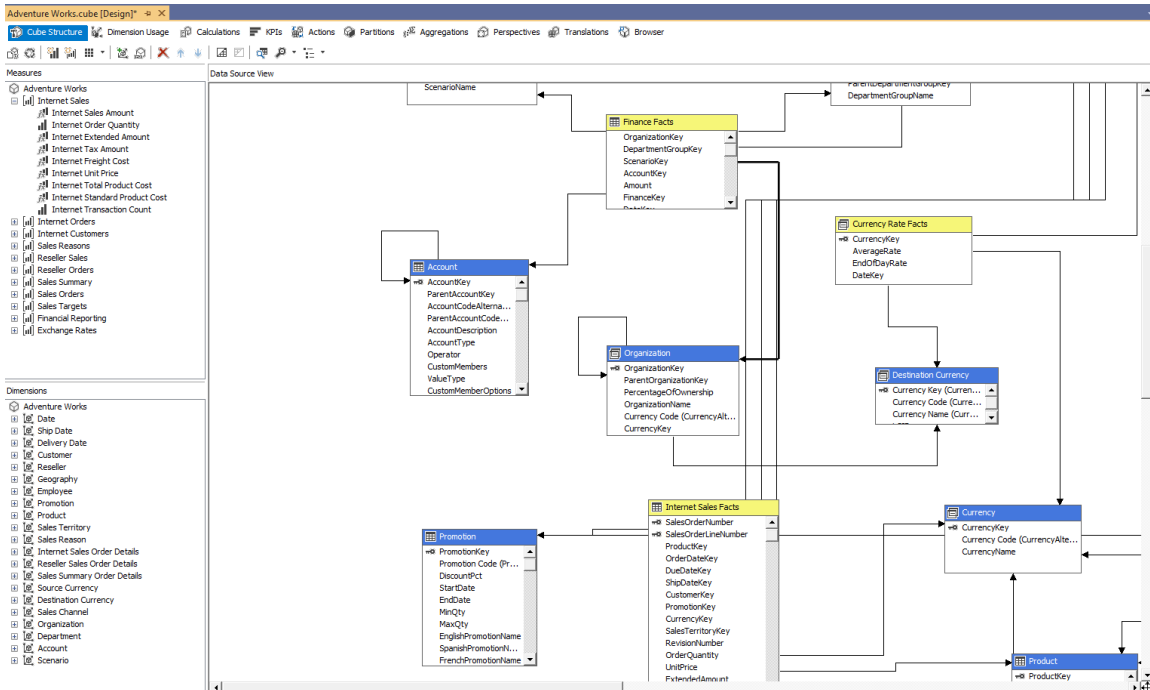 Adventure Works.cube [Design]*
Cube Structure
Dimension Usage
Calculations
KPIs
Actions
Partitions
Aggregations
Perspectives
Translations
Browser
Measures
Adventure Works
Internet Sales
Internet Sales Amount
Internet Order Quantity
Internet Extended Amount
Internet Tax Amount
Internet Freight Cost
Internet Unit Price
Internet Total Product Cost
Internet Standard Product Cost
Internet Transaction Count
Internet Orders
Internet Customers
Sales Reasons
Reseller Sales
Reseller Orders
Sales Summary
Sales Orders
Sales Targets
Financial Reporting
Exchange Rates
Dimensions
Adventure Works
Date
Ship Date
Delivery Date
Customer
Reseller
Geography
Employee
Promotion
Product
Sales Territory
Sales Reason
Internet Sales Order Details
Reseller Sales Order Details
Sales Summary Order Details
Source Currency
Destination Currency
Sales Channel
Organization
Department
Account
Scenario
Data Source View
ScenarioName
ParentDepartmentGroupKey
DepartmentGroupName
Finance Facts
OrganizationKey
DepartmentGroupKey
ScenarioKey
AccountKey
Amount
FinanceKey
DateKey
Currency Rate Facts
CurrencyKey
AverageRate
EndOfDayRate
DateKey
Account
AccountKey
ParentAccountKey
AccountCodeAlterna...
ParentAccountCode...
AccountDescription
AccountType
Operator
CustomMembers
ValueType
CustomMemberOptions
Organization
OrganizationKey
ParentOrganizationKey
PercentageOfOwnership
OrganizationName
Currency Code (CurrencyAlt...
CurrencyKey
Destination Currency
Currency Key (Curren...
Currency Code (Curre...
Currency Name (Curr...
Internet Sales Facts
SalesOrderNumber
SalesOrderLineNumber
ProductKey
OrderDateKey
DueDateKey
ShipDateKey
CustomerKey
PromotionKey
CurrencyKey
SalesTerritoryKey
RevisionNumber
OrderQuantity
UnitPrice
ExtendedAmount
Promotion
PromotionKey
Promotion Code (Pr...
DiscountPct
StartDate
EndDate
MinQty
MaxQty
EnglishPromotionName
SpanishPromotionN...
FrenchPromotionName
Currency
CurrencyKey
Currency Code (CurrencyAlte...
CurrencyName
Product
ProductKey